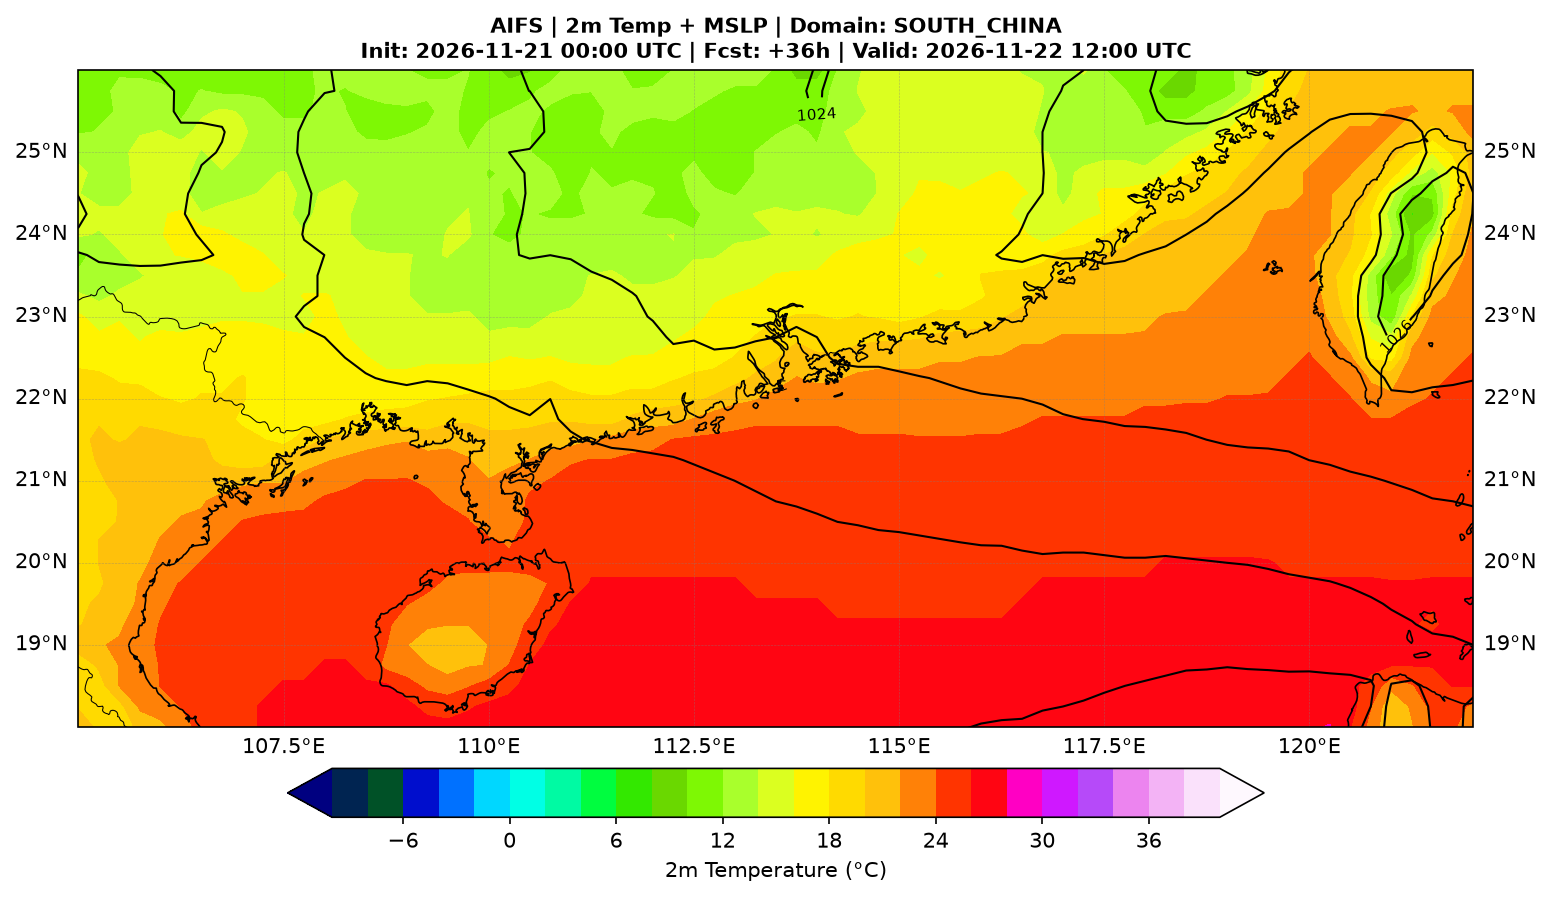 AIFS | 2m Temp + MSLP | Domain: SOUTH_CHINA
Init: 2026-11-21 00:00 UTC | Fcst: +36h | Valid: 2026-11-22 12:00 UTC
1024
25°N
25°N
24°N
24°N
23°N
23°N
1026
22°N
22°N
21°N
21°N
20°N
20°N
19°N
19°N
107.5°E
110°E
112.5°E
115°E
117.5°E
120°E
−6
0
6
12
18
24
30
36
2m Temperature (°C)